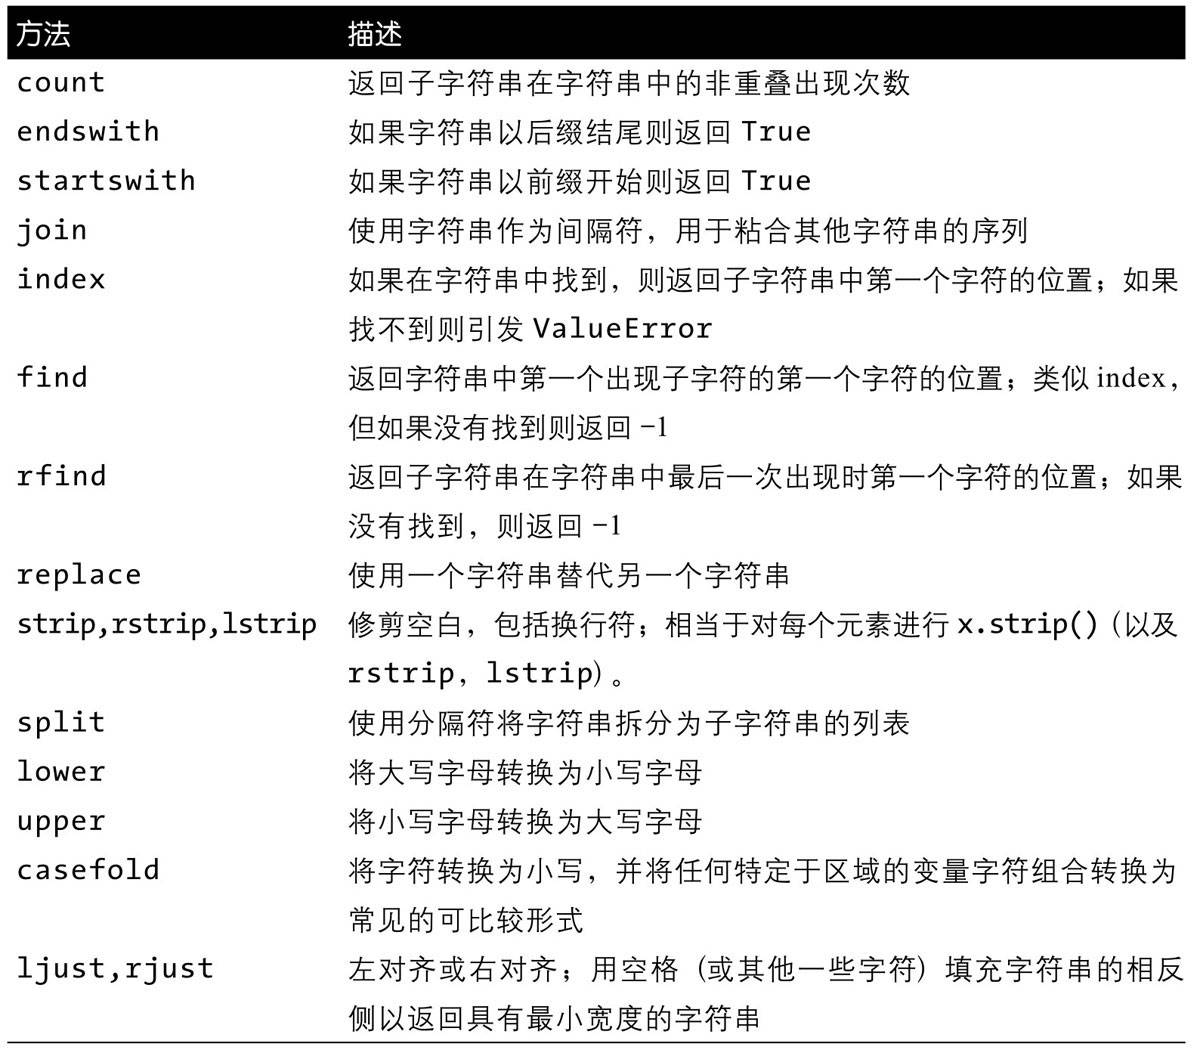 方法 描述
count 返回子字符串在字符串中的非重叠出现次数
endswith 如果字符串以后缀结尾则返回 True
startswith 如果字符串以前缀开始则返回 True
join 使用字符串作为间隔符，用于粘合其他字符串的序列
index 如果在字符串中找到，则返回子字符串中第一个字符的位置；如果
找不到则引发 ValueError
find 返回字符串中第一个出现子字符的第一个字符的位置；类似 index，
但如果没有找到则返回 –1
rfind 返回子字符串在字符串中最后一次出现时第一个字符的位置；如果
没有找到，则返回 –1
replace 使用一个字符串替代另一个字符串
strip,rstrip,lstrip 修剪空白，包括换行符；相当于对每个元素进行 x.strip()（以及
rstrip，lstrip）。
split 使用分隔符将字符串拆分为子字符串的列表
lower 将大写字母转换为小写字母
upper 将小写字母转换为大写字母
casefold 将字符转换为小写，并将任何特定于区域的变量字符组合转换为
常见的可比较形式
ljust,rjust 左对齐或右对齐；用空格（或其他一些字符）填充字符串的相反
侧以返回具有最小宽度的字符串